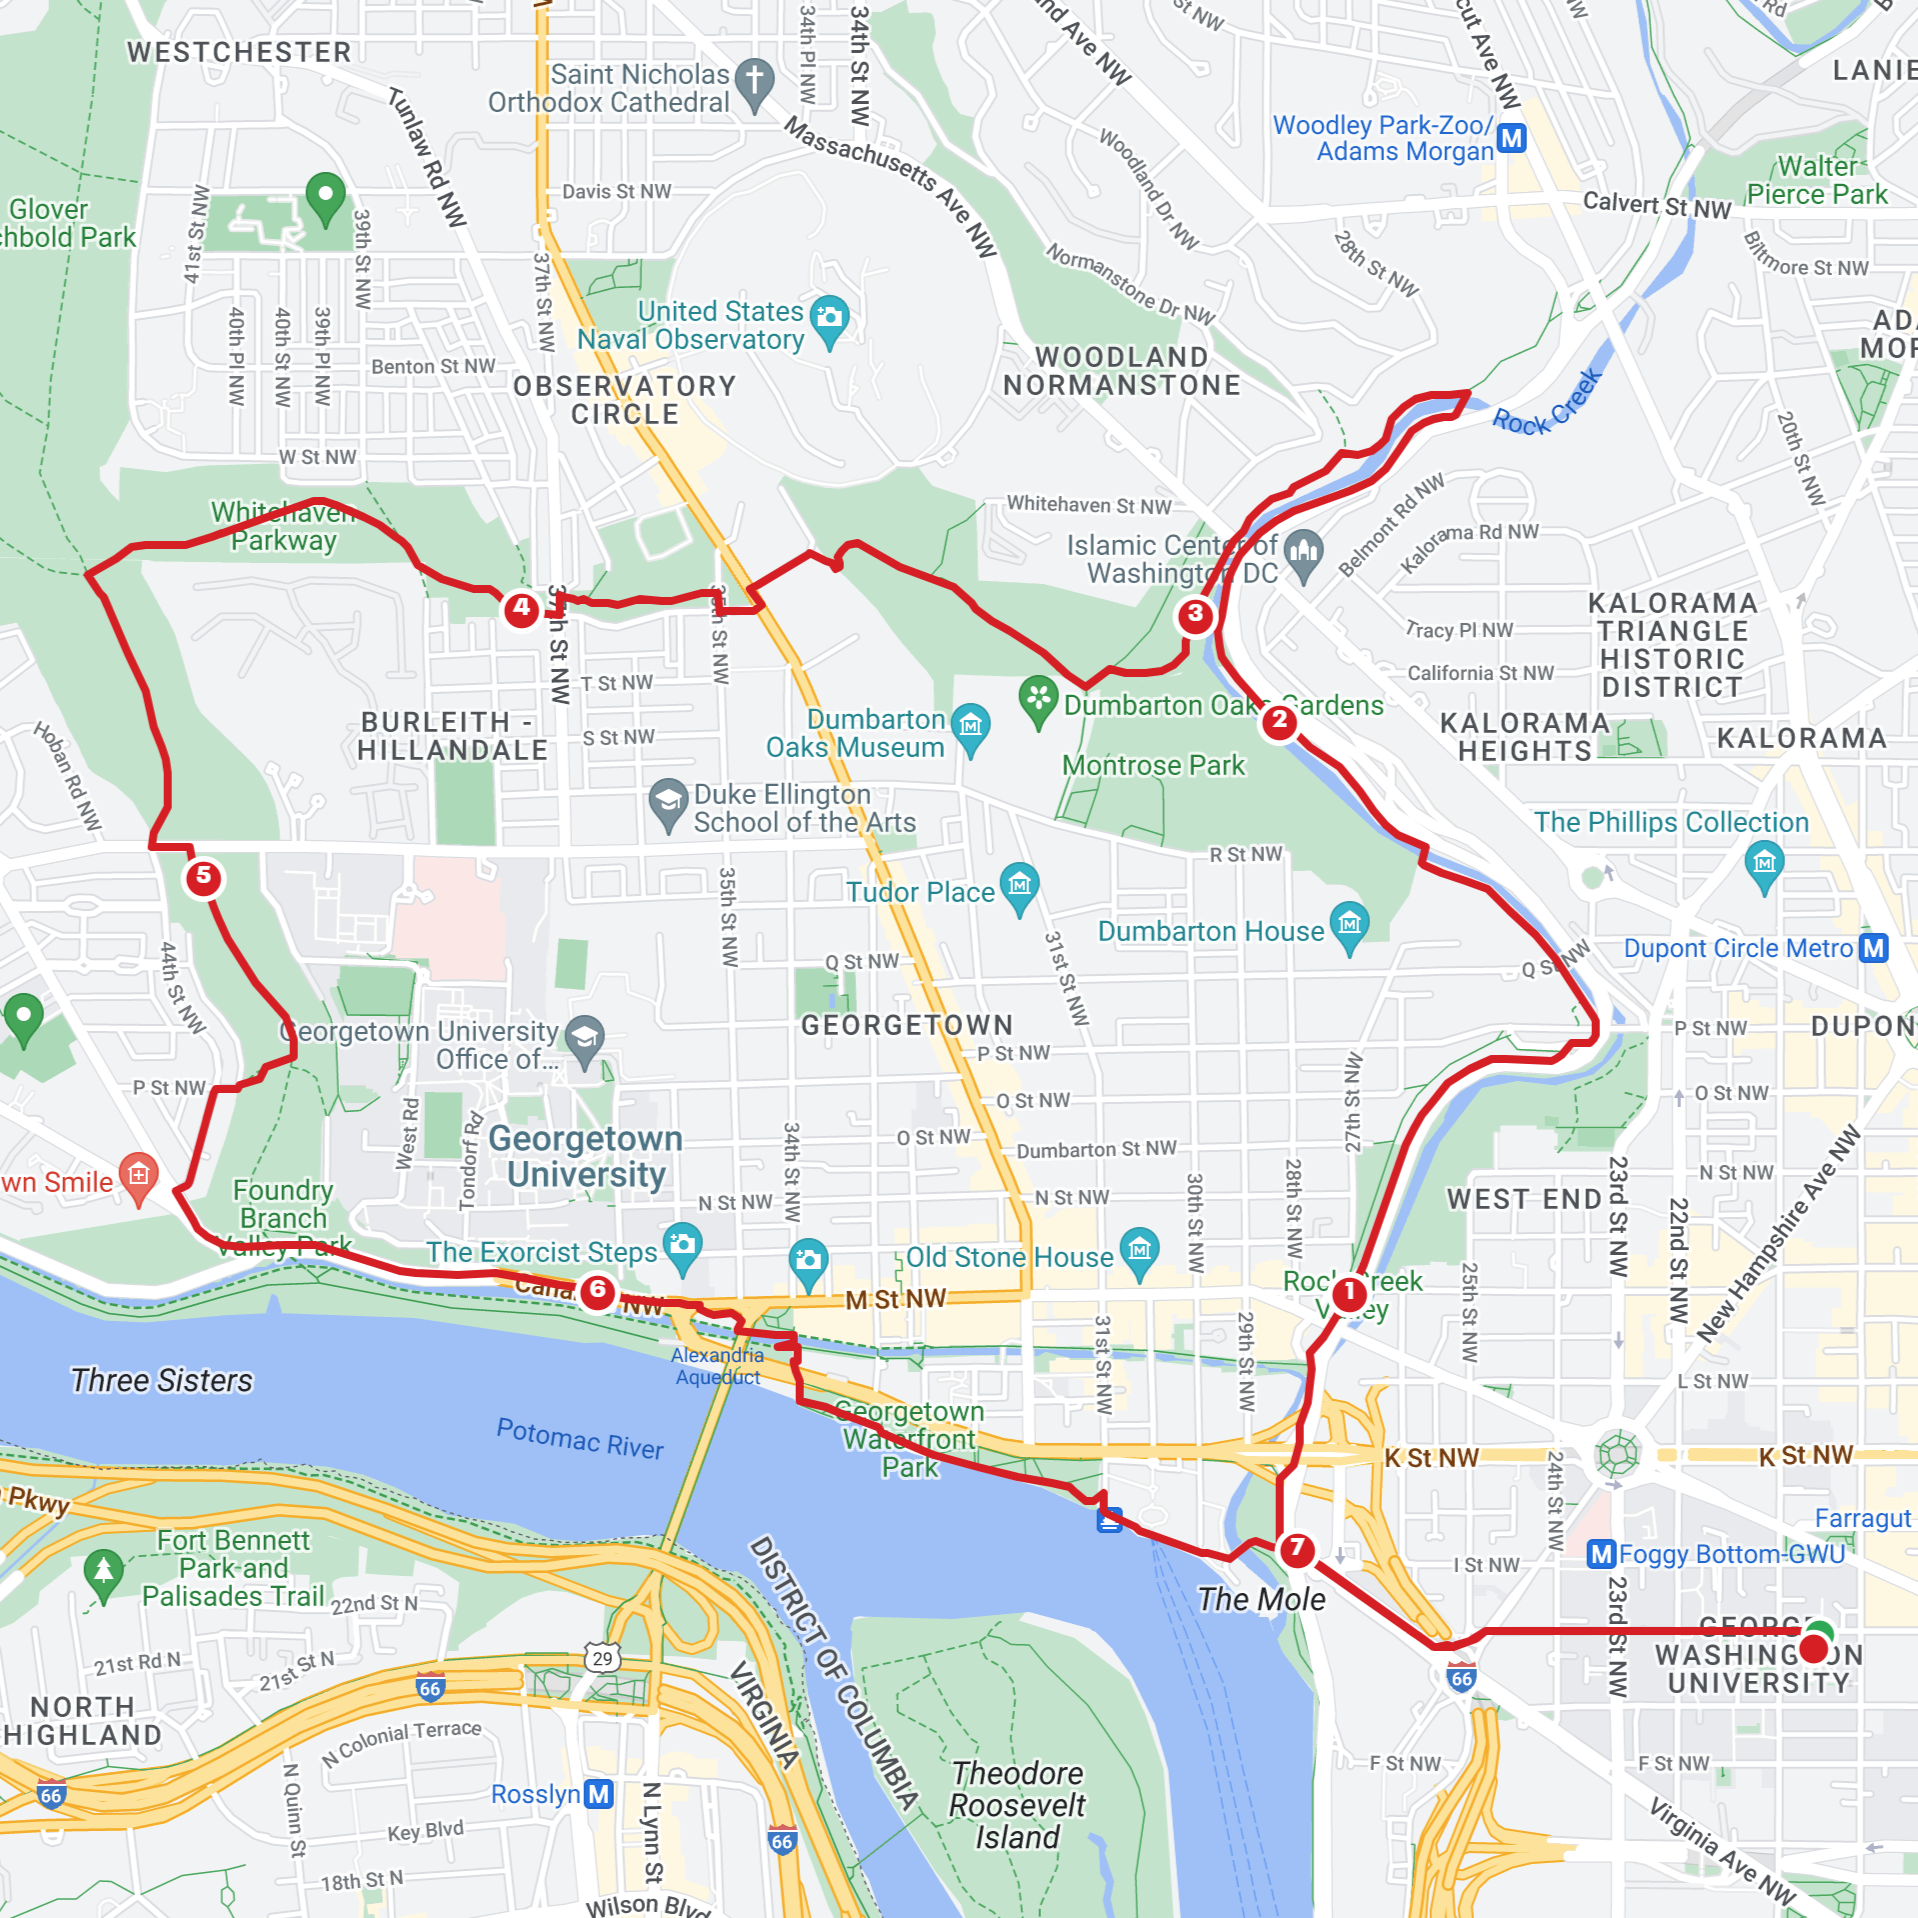 WESTCHESTER
Tunlaw Rd NW
Saint Nicholas
Orthodox Cathedral
34th Pl NW
34th St NW
Massachusetts Ave NW
Woodley Park-Zoo/
Adams Morgan
M
Walter
Pierce Park
Calvert St NW
Biltmore St NW
Glover
chbold Park
41st St NW
39th St NW
Davis St NW
37th St NW
Woodland Dr NW
Normanstone Dr NW
28th St NW
40th Pl NW
40th St NW
39th Pl NW
Benton St NW
W St NW
United States
Naval Observatory
OBSERVATORY
CIRCLE
WOODLAND
NORMANSTONE
Rock Creek
20th St NW
Whitehaven
Parkway
Whitehaven St NW
Islamic Center of
Washington DC
Belmont Rd NW
Kalorama Rd NW
KALORAMA
TRIANGLE
HISTORIC
DISTRICT
Tracy Pl NW
California St NW
KALORAMA
HEIGHTS
KALORAMA
4
3
2
37th St NW
35th St NW
T St NW
S St NW
BURLEITH -
HILLANDALE
Hoban Rd NW
Dumbarton
Oaks Museum
M
Dumbarton Oaks Gardens
Montrose Park
Duke Ellington
School of the Arts
The Phillips Collection
M
R St NW
5
Tudor Place
M
Dumbarton House
M
Dupont Circle Metro
M
35th St NW
Q St NW
Q St NW
31st St NW
44th St NW
Georgetown University
Office of...
GEORGETOWN
P St NW
P St NW
DUPON
P St NW
O St NW
O St NW
O St NW
Dumbarton St NW
27th St NW
West Rd
Tondorf Rd
Georgetown
University
34th St NW
N St NW
N St NW
N St NW
30th St NW
28th St NW
WEST END
23rd St NW
22nd St NW
New Hampshire Ave NW
wn Smile
Foundry
Branch
Valley Park
The Exorcist Steps
Old Stone House
M
Rock Creek
Valley
1
25th St NW
6
NW
M St NW
Alexandria
Aqueduct
31st St NW
29th St NW
L St NW
Three Sisters
Potomac River
Georgetown
Waterfront
Park
K St NW
K St NW
24th St NW
Pkwy
Fort Bennett
Park and
Palisades Trail
22nd St N
21st Rd N
21st St N
29
66
7
The Mole
I St NW
M
Foggy Bottom-GWU
Farragut
23rd St NW
GEORGE
WASHINGTON
UNIVERSITY
66
DISTRICT OF COLUMBIA
VIRGINIA
NORTH
HIGHLAND
N Colonial Terrace
N Quinn St
66
Rosslyn
M
N Lynn St
Key Blvd
18th St N
Wilson Blvd
66
Theodore
Roosevelt
Island
F St NW
F St NW
Virginia Ave NW